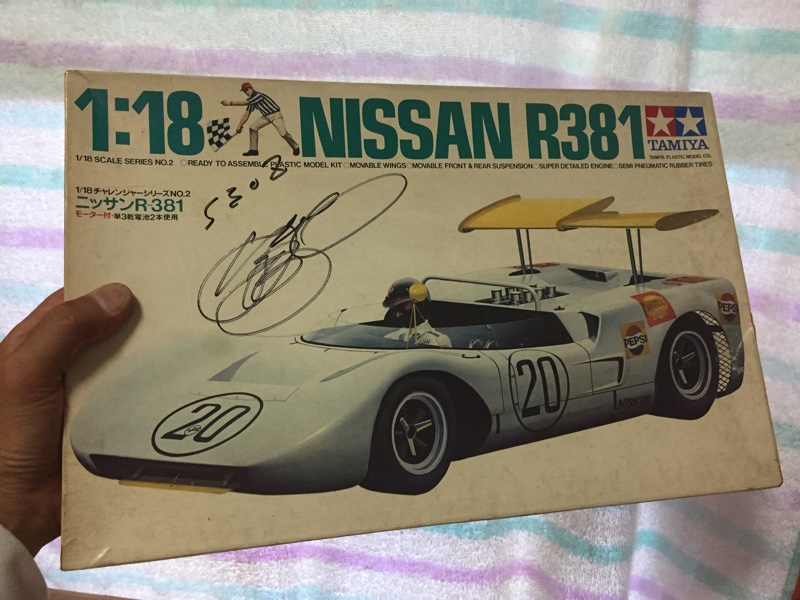 1:18 NISSAN R381
TAMIYA
TAMIYA PLASTIC MODEL CO.
1/18 SCALE SERIES NO.2 ○READY TO ASSEMBLE PLASTIC MODEL KIT ○MOVABLE WINGS ○MOVABLE FRONT & REAR SUSPENSION ○SUPER DETAILED ENGINE ○SEMI PNEUMATIC RUBBER TIRES
1/18チャレンジャーシリーズNO.2
ニッサンR-381
モーター付・単3乾電池2本使用
PEPSI
PEPSI
20
20